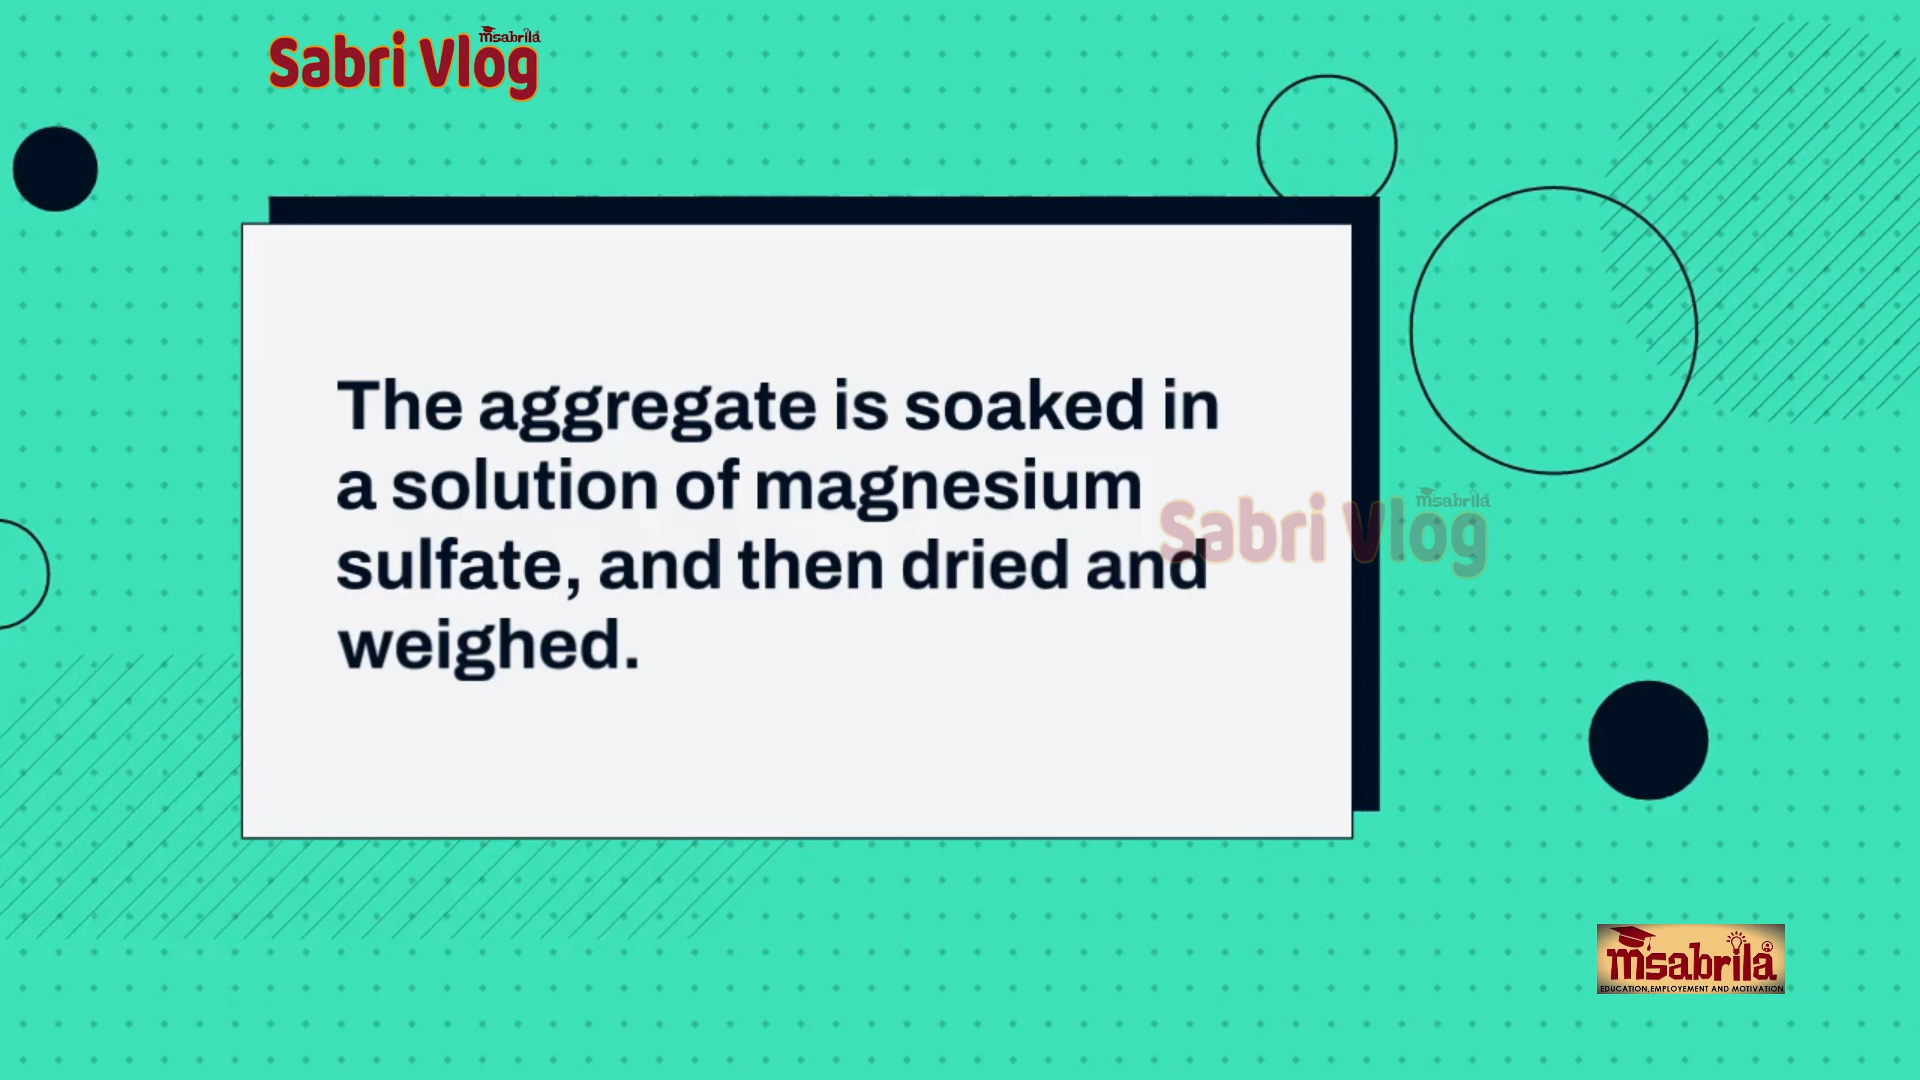 msabrila
Sabri Vlog
The aggregate is soaked in
a solution of magnesium
sulfate, and then dried and
weighed.
msabrila
Sabri Vlog
msabrila
EDUCATION,EMPLOYEMENT AND MOTIVATION